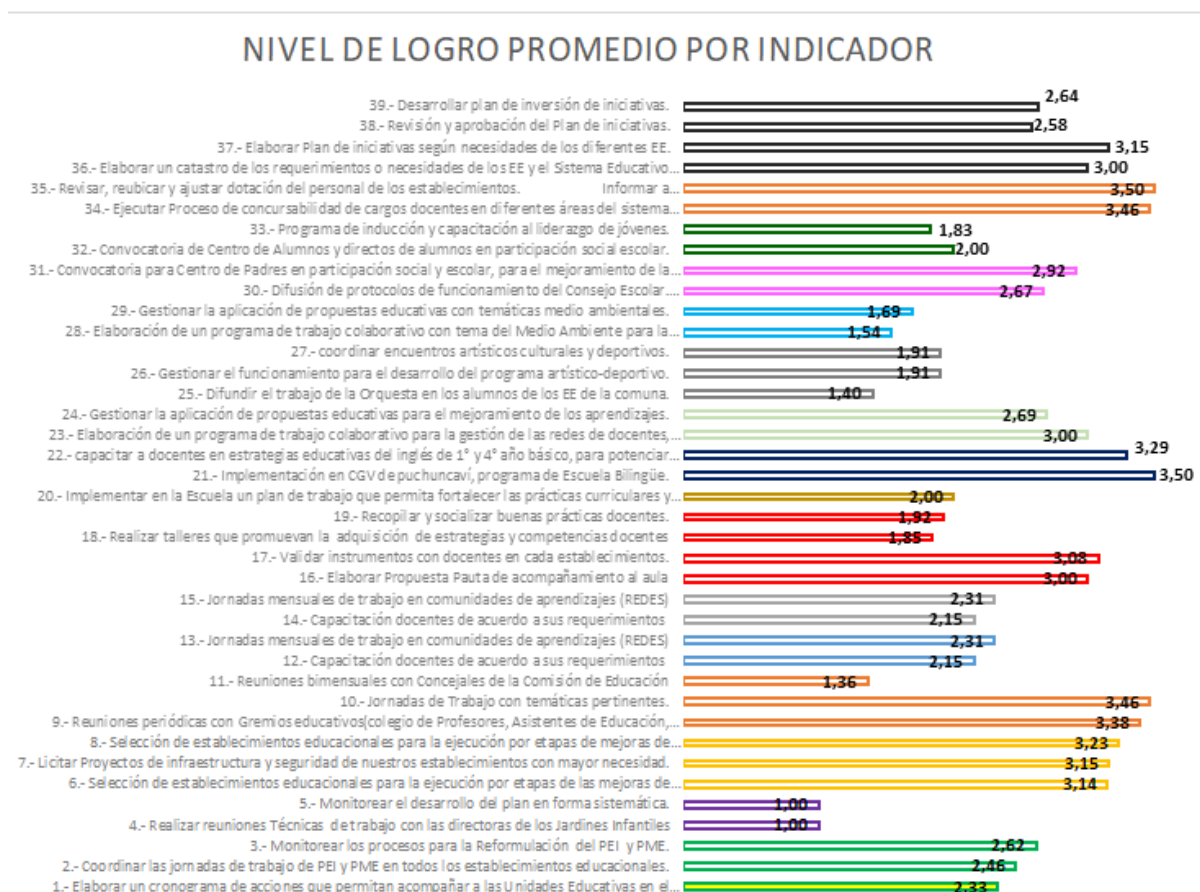 NIVEL DE LOGRO PROMEDIO POR INDICADOR
39.- Desarrollar plan de inversión de iniciativas. 2,64
38.- Revisión y aprobación del Plan de iniciativas. 2,58
37.- Elaborar Plan de iniciativas según necesidades de los diferentes EE. 3,15
36.- Elaborar un catastro de los requerimientos o necesidades de los EE y el Sistema Educativo... 3,00
35.- Revisar, reubicar y ajustar dotación del personal de los establecimientos. Informar a... 3,50
34.- Ejecutar Proceso de concursabilidad de cargos docentes en diferentes áreas del sistema... 3,46
33.- Programa de inducción y capacitación al liderazgo de jóvenes. 1,83
32.- Convocatoria de Centro de Alumnos y directos de alumnos en participación social escolar. 2,00
31.- Convocatoria para Centro de Padres en participación social y escolar, para el mejoramiento de la... 2,92
30.- Difusión de protocolos de funcionamiento del Consejo Escolar.... 2,67
29.- Gestionar la aplicación de propuestas educativas con temáticas medio ambientales. 1,69
28.- Elaboración de un programa de trabajo colaborativo con tema del Medio Ambiente para la... 1,54
27.- coordinar encuentros artísticos culturales y deportivos. 1,91
26.- Gestionar el funcionamiento para el desarrollo del programa artístico-deportivo. 1,91
25.- Difundir el trabajo de la Orquesta en los alumnos de los EE de la comuna. 1,40
24.- Gestionar la aplicación de propuestas educativas para el mejoramiento de los aprendizajes. 2,69
23.- Elaboración de un programa de trabajo colaborativo para la gestión de las redes de docentes,... 3,00
22.- capacitar a docentes en estrategias educativas del inglés de 1° y 4° año básico, para potenciar... 3,29
21.- Implementación en CGV de puchuncaví, programa de Escuela Bilingüe. 3,50
20.- Implementar en la Escuela un plan de trabajo que permita fortalecer las prácticas curriculares y... 2,00
19.- Recopilar y socializar buenas prácticas docentes. 1,92
18.- Realizar talleres que promuevan la adquisición de estrategias y competencias docentes 1,85
17.- Validar instrumentos con docentes en cada establecimiento. 3,08
16.- Elaborar Propuesta Pauta de acompañamiento al aula 3,00
15.- Jornadas mensuales de trabajo en comunidades de aprendizajes (REDES) 2,31
14.- Capacitación docentes de acuerdo a sus requerimientos 2,15
13.- Jornadas mensuales de trabajo en comunidades de aprendizajes (REDES) 2,31
12.- Capacitación docentes de acuerdo a sus requerimientos 2,15
11.- Reuniones bimensuales con Concejales de la Comisión de Educación 1,36
10.- Jornadas de Trabajo con temáticas pertinentes. 3,46
9.- Reuniones periódicas con Gremios educativos(colegio de Profesores, Asistentes de Educación,... 3,38
8.- Selección de establecimientos educacionales para la ejecución por etapas de mejoras de... 3,23
7.- Licitar Proyectos de infraestructura y seguridad de nuestros establecimientos con mayor necesidad. 3,15
6.- Selección de establecimientos educacionales para la ejecución por etapas de las mejoras de... 3,14
5.- Monitorear el desarrollo del plan en forma sistemática. 1,00
4.- Realizar reuniones Técnicas de trabajo con las directoras de los Jardines Infantiles 1,00
3.- Monitorear los procesos para la Reformulación del PEI y PME. 2,62
2.- Coordinar las jornadas de trabajo de PEI y PME en todos los establecimientos educacionales. 2,46
1.- Elaborar un cronograma de acciones que permitan acompañar a las Unidades Educativas en el... 2,33